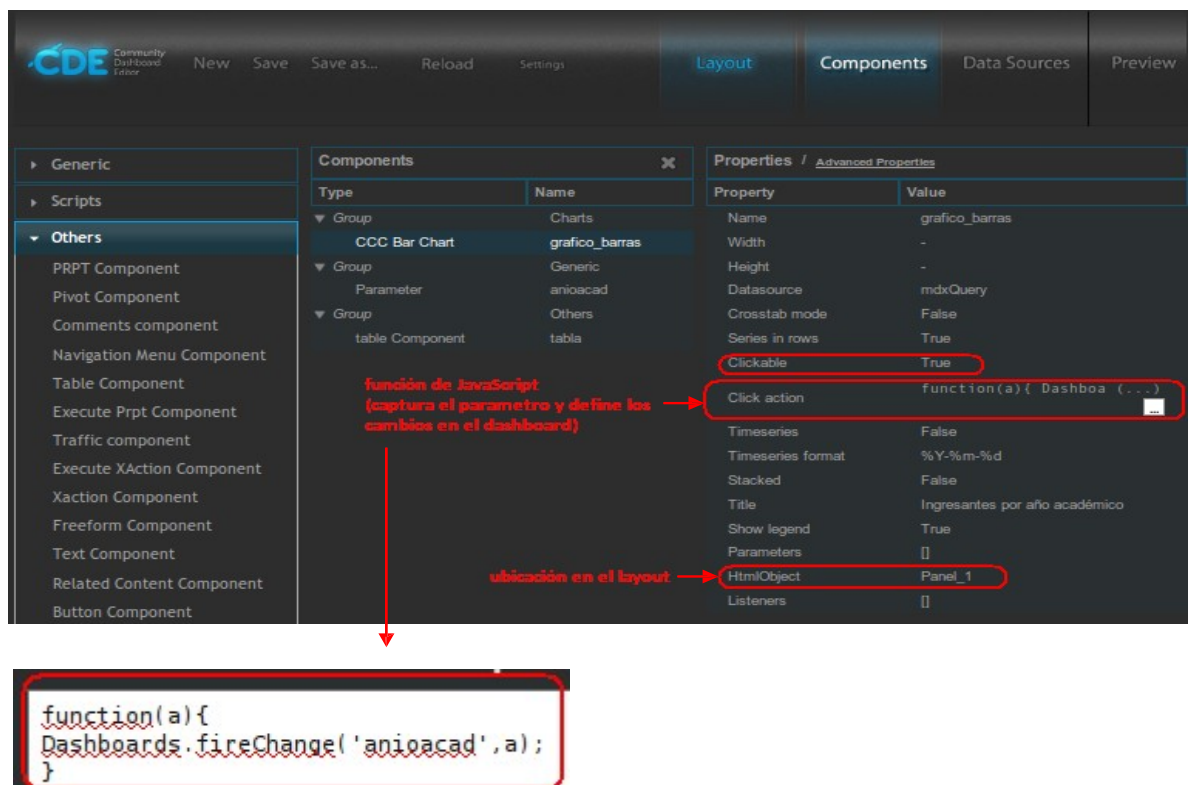 CDE Community Dashboard Editor New Save Save as... Reload Settings Layout Components Data Sources Preview
Generic
Scripts
Others
PRPT Component
Pivot Component
Comments component
Navigation Menu Component
Table Component
Execute Prpt Component
Traffic component
Execute XAction Component
Xaction Component
Freeform Component
Text Component
Related Content Component
Button Component
Components
Type Name
Group Charts
CCC Bar Chart grafico_barras
Group Generic
Parameter anioacad
Group Others
table Component tabla
función de JavaScript
(captura el parametro y define los
cambios en el dashboard)
ubicación en el layout
Properties / Advanced Properties
Property Value
Name grafico_barras
Width -
Height -
Datasource mdxQuery
Crosstab mode False
Series in rows True
Clickable True
Click action function(a){ Dashboa (...)
...
Timeseries False
Timeseries format %Y-%m-%d
Stacked False
Title Ingresantes por año académico
Show legend True
Parameters []
HtmlObject Panel_1
Listeners []
function(a){
Dashboards.fireChange('anioacad',a);
}